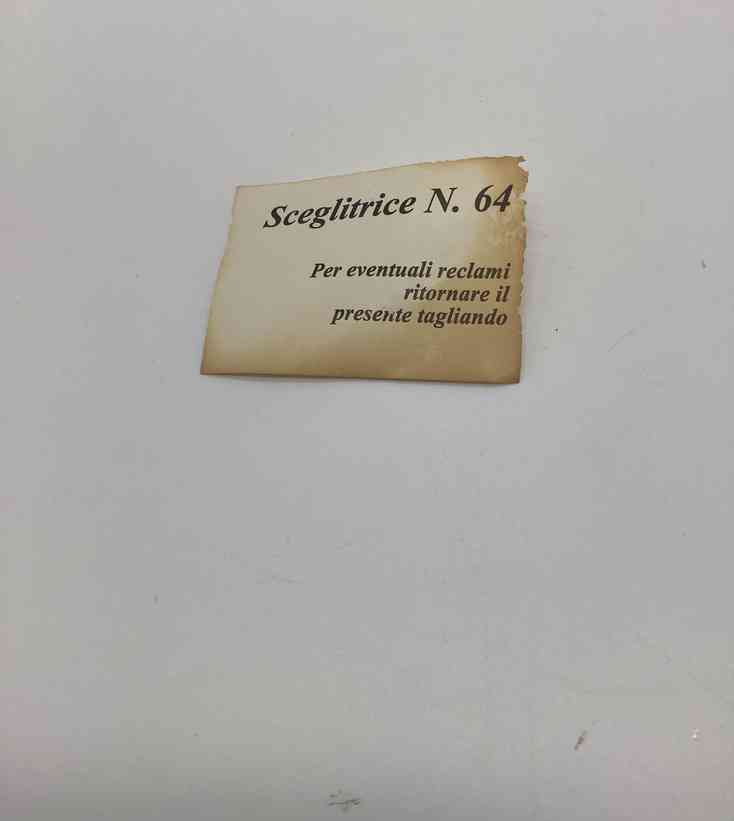 Sceglitrice N. 64
Per eventuali reclami
ritornare il
presente tagliando